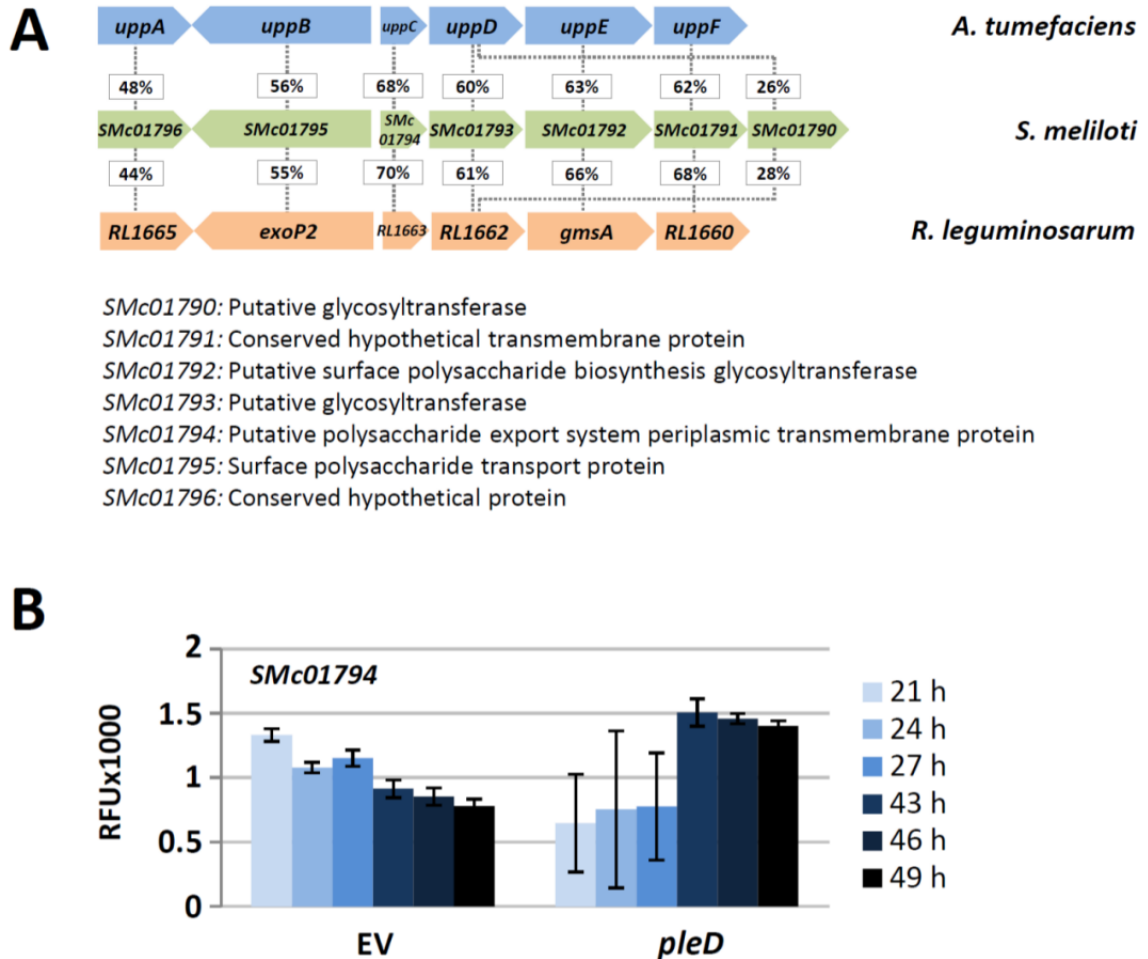 A
uppA uppB uppC uppD uppE uppF A. tumefaciens
48% 56% 68% 60% 63% 62% 26%
SMc01796 SMc01795 SMc 01794 SMc01793 SMc01792 SMc01791 SMc01790 S. meliloti
44% 55% 70% 61% 66% 68% 28%
RL1665 exoP2 RL1663 RL1662 gmsA RL1660 R. leguminosarum
SMc01790: Putative glycosyltransferase
SMc01791: Conserved hypothetical transmembrane protein
SMc01792: Putative surface polysaccharide biosynthesis glycosyltransferase
SMc01793: Putative glycosyltransferase
SMc01794: Putative polysaccharide export system periplasmic transmembrane protein
SMc01795: Surface polysaccharide transport protein
SMc01796: Conserved hypothetical protein
B
RFUx1000
2
1.5
1
0.5
0
SMc01794
EV pleD
21 h
24 h
27 h
43 h
46 h
49 h